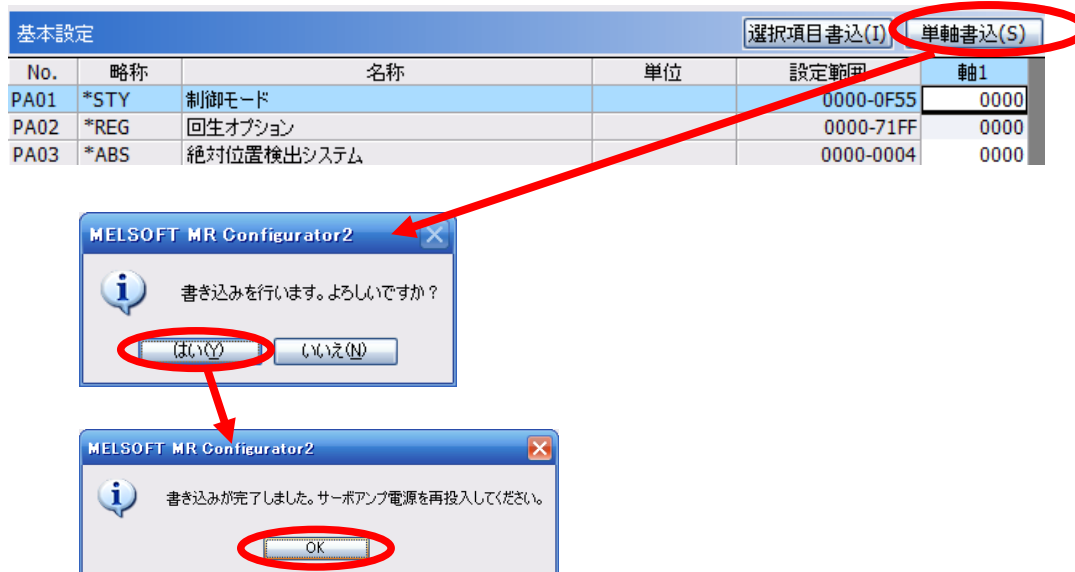 基本設定 選択項目書込(I) 単軸書込(S)
No. 略称 名称 単位 設定範囲 軸1
PA01 *STY 制御モード 0000-0F55 0000
PA02 *REG 回生オプション 0000-71FF 0000
PA03 *ABS 絶対位置検出システム 0000-0004 0000
MELSOFT MR Configurator2
書き込みを行います。よろしいですか？
はい(Y) いいえ(N)
MELSOFT MR Configurator2
書き込みが完了しました。サーボアンプ電源を再投入してください。
OK